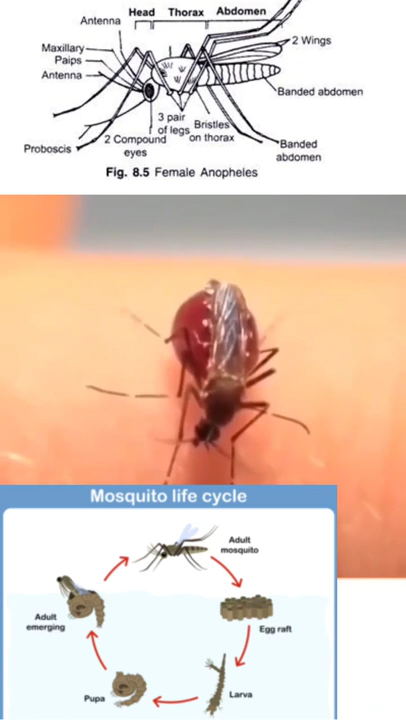 Head Thorax Abdomen
Antenna
2 Wings
Maxillary
Paips
Antenna
Banded abdomen
3 pair
of legs
Bristles
on thorax
2 Compound
eyes
Proboscis
Banded
abdomen
Fig. 8.5 Female Anopheles
Mosquito life cycle
Adult
mosquito
Egg raft
Larva
Pupa
Adult
emerging